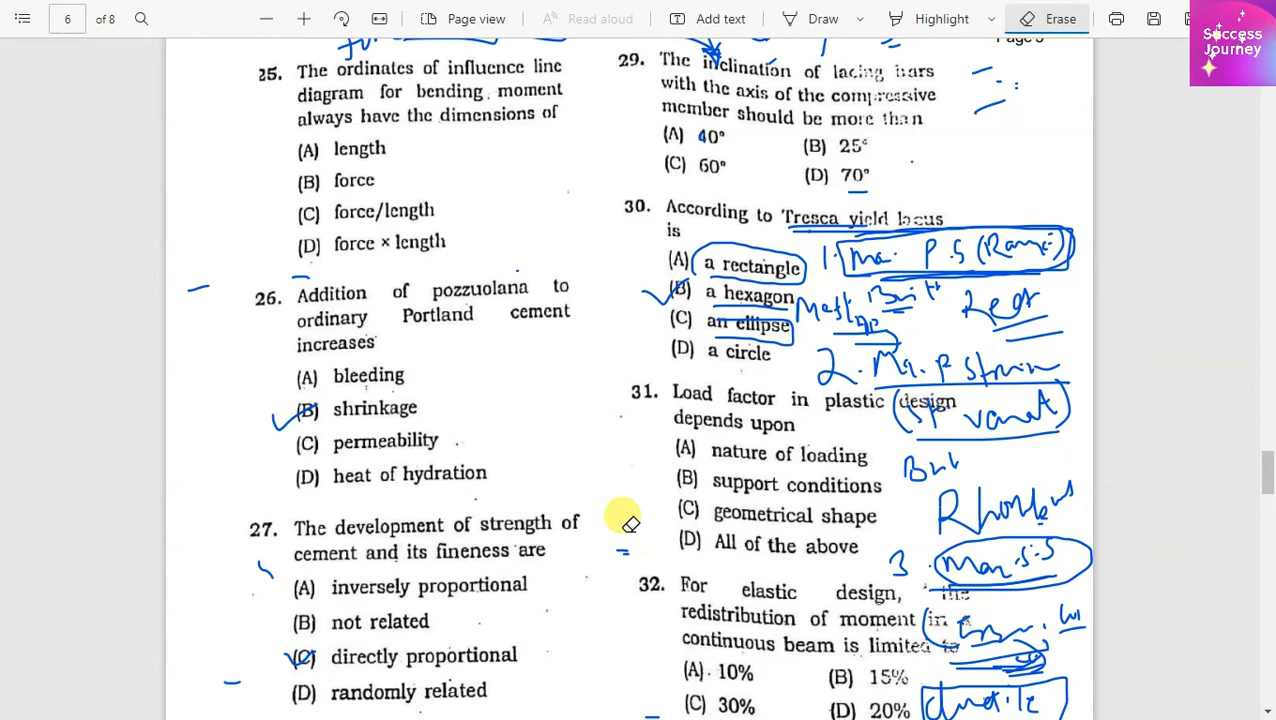 6 of 8
Page view
Read aloud
Add text
Draw
Highlight
Erase
Success
Journey
25. The ordinates of influence line
diagram for bending moment
always have the dimensions of
(A) length
(B) force
(C) force/length
(D) force × length
26. Addition of pozzuolana to
ordinary Portland cement
increases
(A) bleeding
(B) shrinkage
(C) permeability
(D) heat of hydration
27. The development of strength of
cement and its fineness are
(A) inversely proportional
(B) not related
(C) directly proportional
(D) randomly related
29. The inclination of lacing bars
with the axis of the compressive
member should be more than
(A) 40°
(B) 25°
(C) 60°
(D) 70°
30. According to Tresca yield locus
is
(A) a rectangle
(B) a hexagon
(C) an ellipse
(D) a circle
31. Load factor in plastic design
depends upon
(A) nature of loading
(B) support conditions
(C) geometrical shape
(D) All of the above
32. For elastic design, the
redistribution of moment in a
continuous beam is limited to
(A) 10%
(B) 15%
(C) 30%
(D) 20%
1.
2.
3
ductile